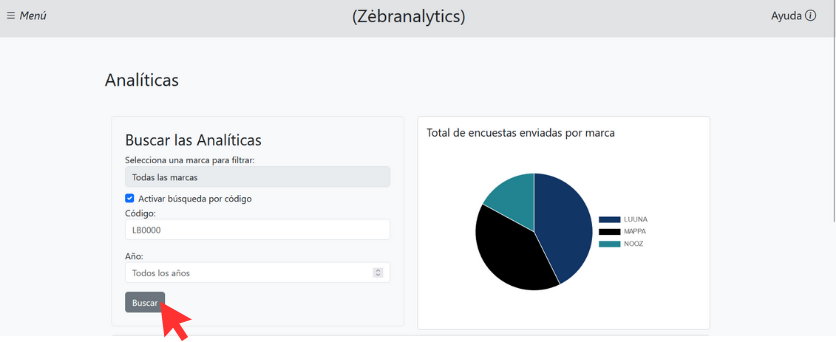 Menú
(Zėbranalytics)
Ayuda
Analíticas
Buscar las Analíticas
Selecciona una marca para filtrar:
Todas las marcas
Activar búsqueda por código
Código:
LB0000
Año:
Todos los años
Buscar
Total de encuestas enviadas por marca
LUUNA
MAPPA
NOOZ